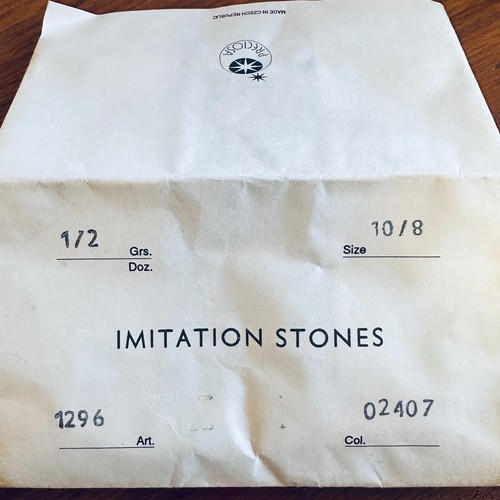 MADE IN CZECH REPUBLIC
PRECIOSA
1/2 Grs.
Doz.
10/8
Size
IMITATION STONES
1296
Art.
02407
Col.